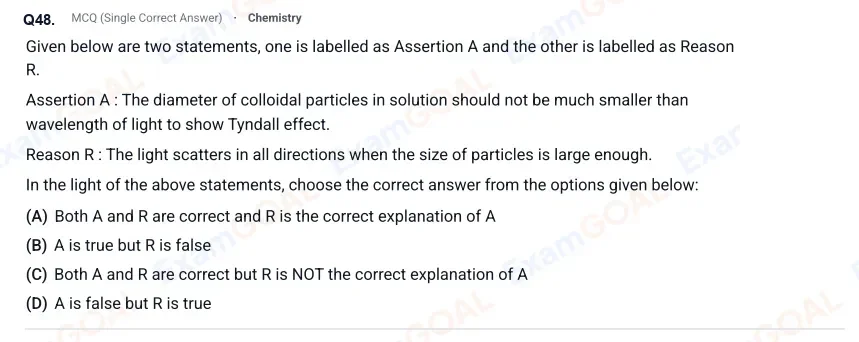 Q48. MCQ (Single Correct Answer) · Chemistry
Given below are two statements, one is labelled as Assertion A and the other is labelled as Reason
R.
Assertion A : The diameter of colloidal particles in solution should not be much smaller than
wavelength of light to show Tyndall effect.
Reason R : The light scatters in all directions when the size of particles is large enough.
In the light of the above statements, choose the correct answer from the options given below:
(A) Both A and R are correct and R is the correct explanation of A
(B) A is true but R is false
(C) Both A and R are correct but R is NOT the correct explanation of A
(D) A is false but R is true